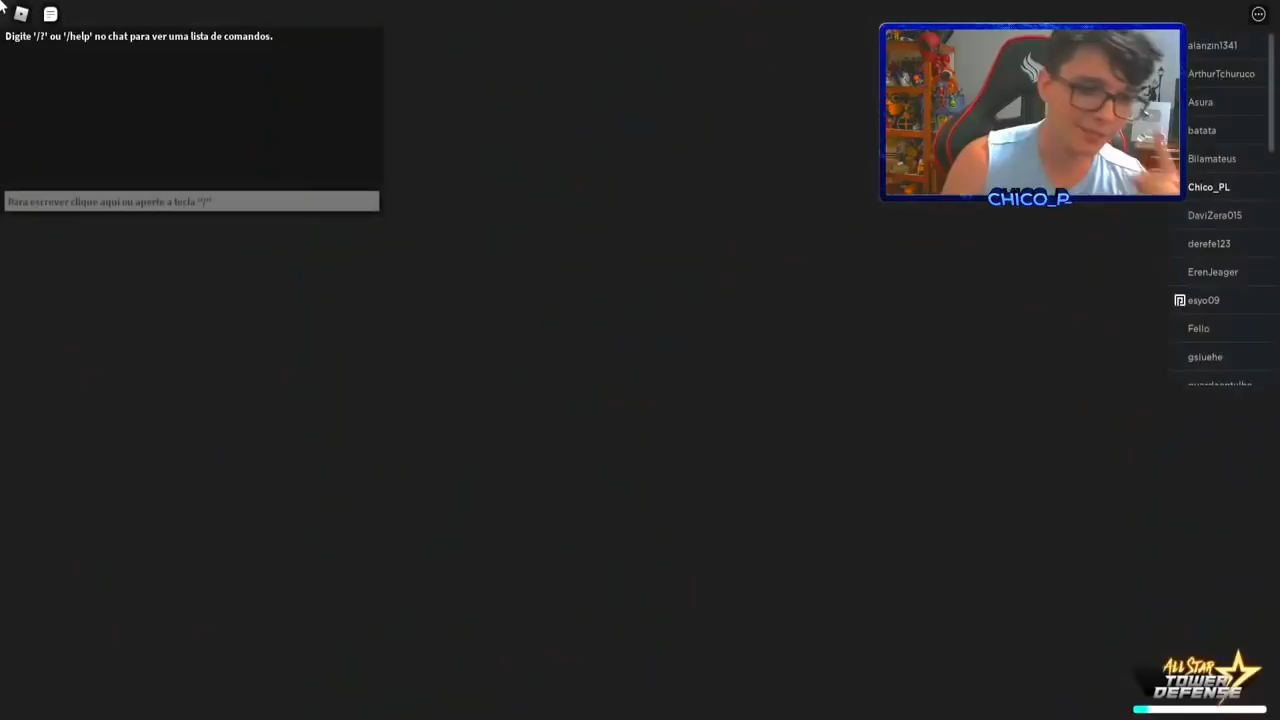 Digite '/?' ou '/help' no chat para ver uma lista de comandos.
Para escrever clique aqui ou aperte a tecla "/"
CHICO_P
alanzin1341
ArthurTchuruco
Asura
batata
Bilamateus
Chico_PL
DaviZera015
derefe123
ErenJeager
esyo09
Fello
gsiuehe
ALL STAR
TOWER
DEFENSE